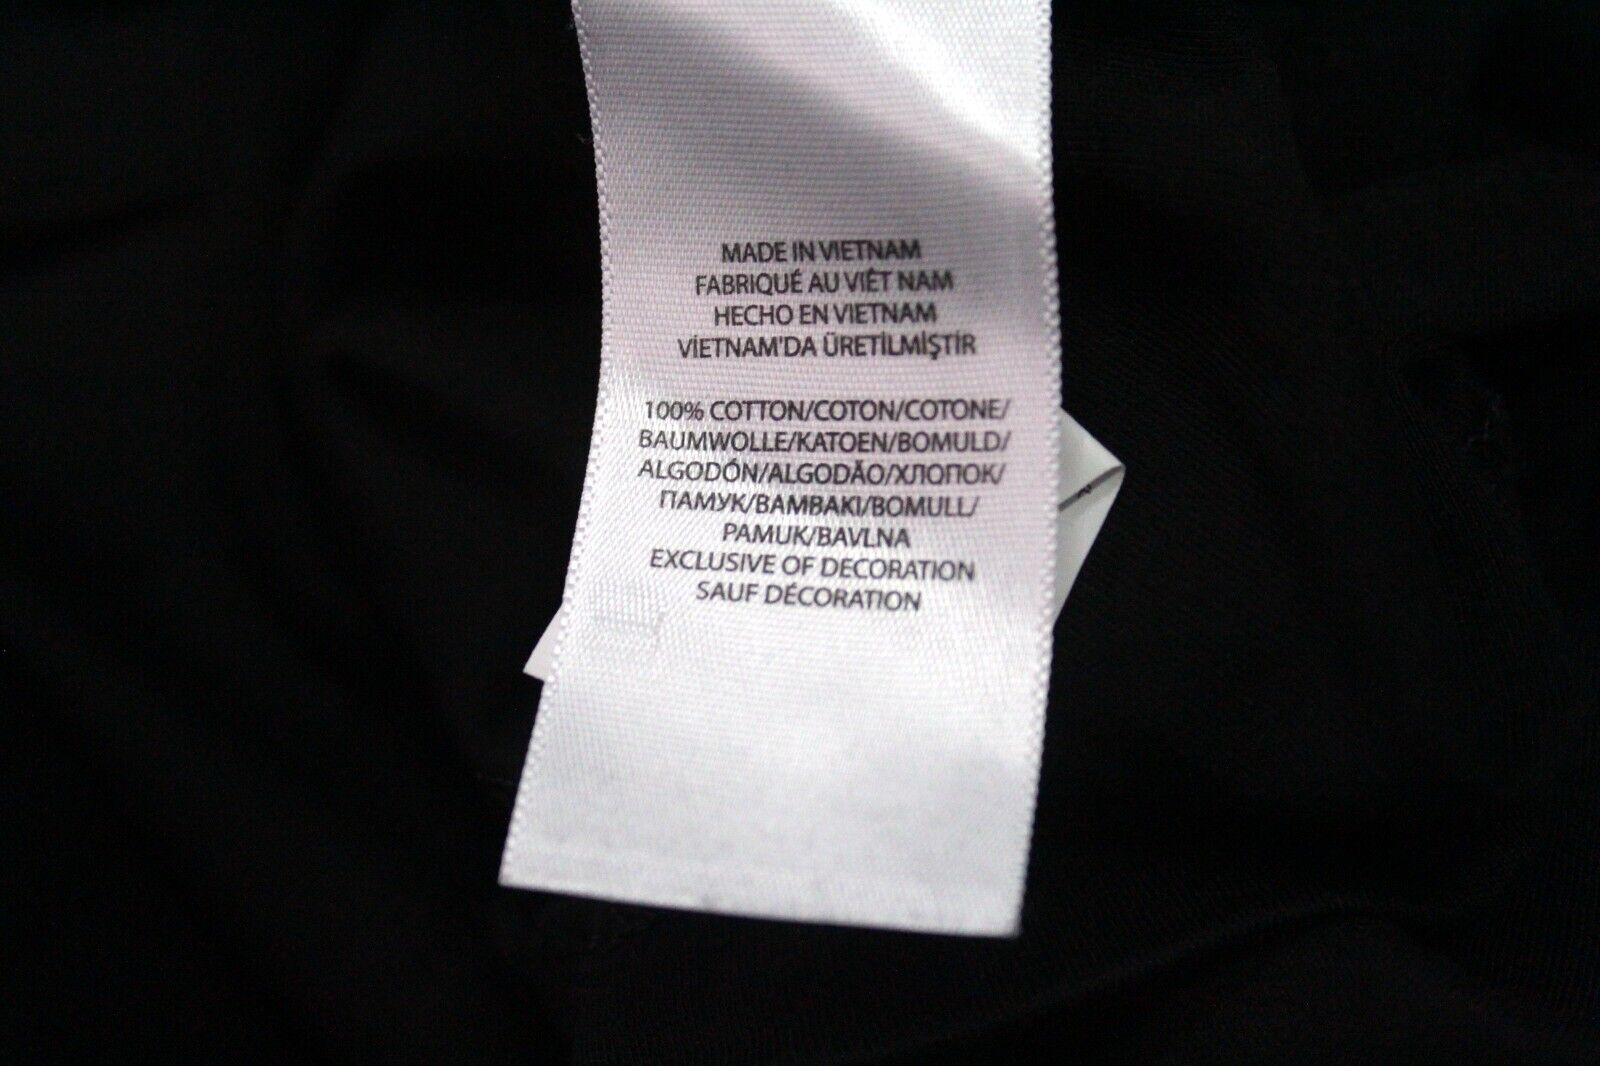 MADE IN VIETNAM
FABRIQUÉ AU VIÊT NAM
HECHO EN VIETNAM
VİETNAM'DA ÜRETİLMİŞTİR
100% COTTON/COTON/COTONE/
BAUMWOLLE/KATOEN/BOMULD/
ALGODÓN/ALGODÃO/ХЛОПОК/
ПАМУК/ΒΑΜΒΑΚΙ/BOMULL/
PAMUK/BAVLNA
EXCLUSIVE OF DECORATION
SAUF DÉCORATION